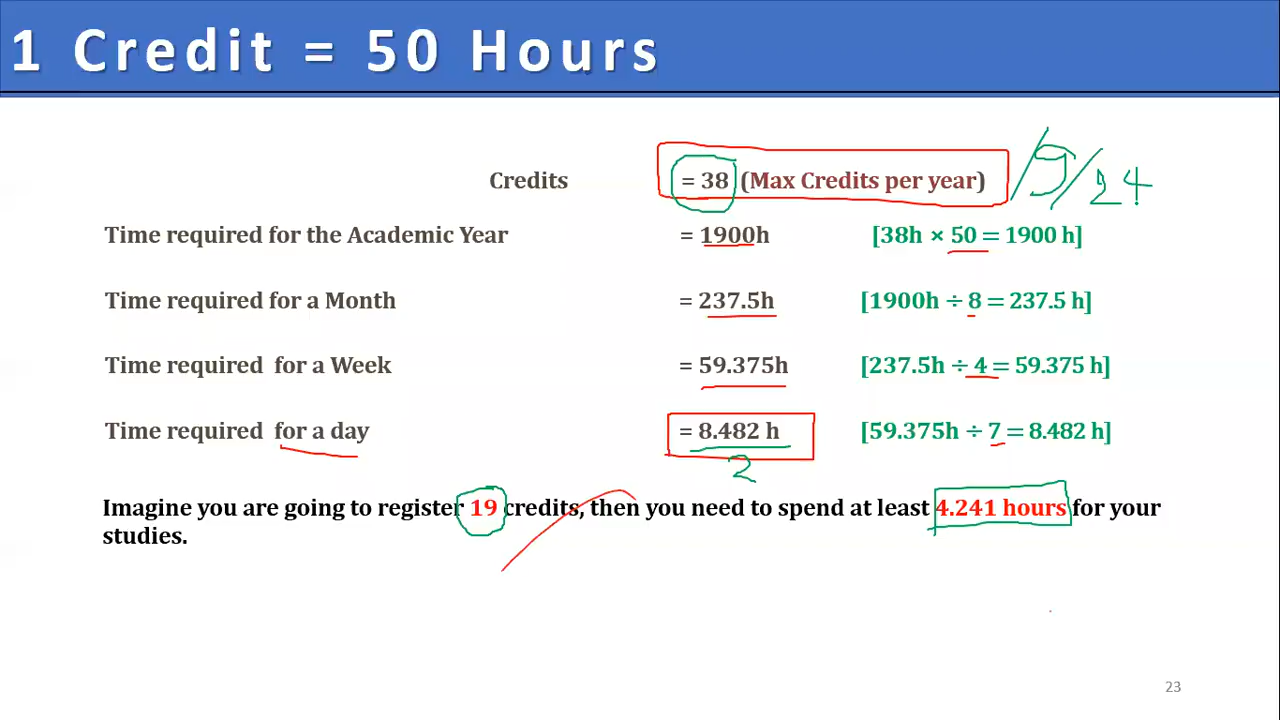 1 Credit = 50 Hours
Credits = 38 (Max Credits per year) /9/24
Time required for the Academic Year = 1900h [38h × 50 = 1900 h]
Time required for a Month = 237.5h [1900h ÷ 8 = 237.5 h]
Time required for a Week = 59.375h [237.5h ÷ 4 = 59.375 h]
Time required for a day = 8.482 h [59.375h ÷ 7 = 8.482 h]
2
Imagine you are going to register 19 credits, then you need to spend at least 4.241 hours for your
studies.
23